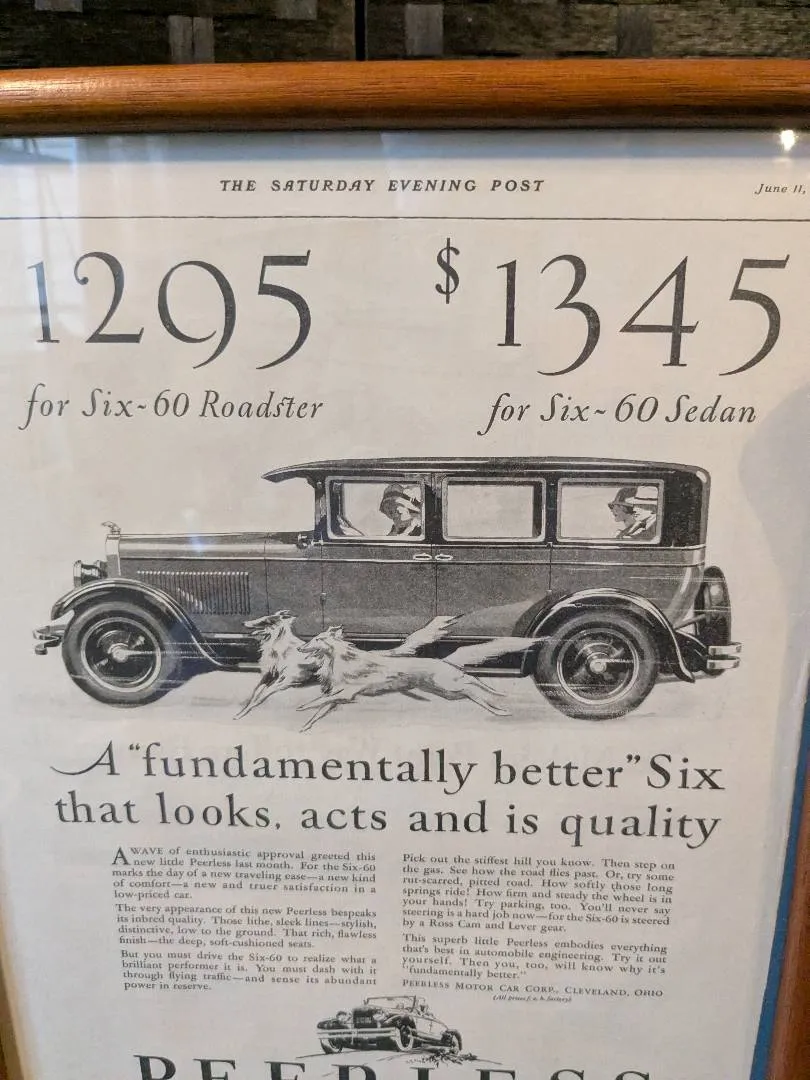 THE SATURDAY EVENING POST
June 11,
1295
$1345
for Six-60 Roadster
for Six-60 Sedan
A "fundamentally better" Six
that looks, acts and is quality
A WAVE of enthusiastic approval greeted this
new little Peerless last month. For the Six-60
marks the day of a new traveling ease—a new kind
of comfort—a new and truer satisfaction in a
low-priced car.
The very appearance of this new Peerless bespeaks
its inbred quality. Those lithe, sleek lines—stylish,
distinctive, low to the ground. That rich, flawless
finish—the deep, soft-cushioned seats.
But you must drive the Six-60 to realize what a
brilliant performer it is. You must dash with it
through flying traffic—and sense its abundant
power in reserve.
Pick out the stiffest hill you know. Then step on
the gas. See how the road flies past. Or, try some
rut-scarred, pitted road. How softly those long
springs ride! How firm and steady the wheel is in
your hands! Try parking, too. You'll never say
steering is a hard job now—for the Six-60 is steered
by a Ross Cam and Lever gear.
This superb little Peerless embodies everything
that's best in automobile engineering. Try it out
yourself. Then you, too, will know why it's
"fundamentally better."
PEERLESS MOTOR CAR CORP., CLEVELAND, OHIO
(All prices f. o. b. factory)
PEERLESS